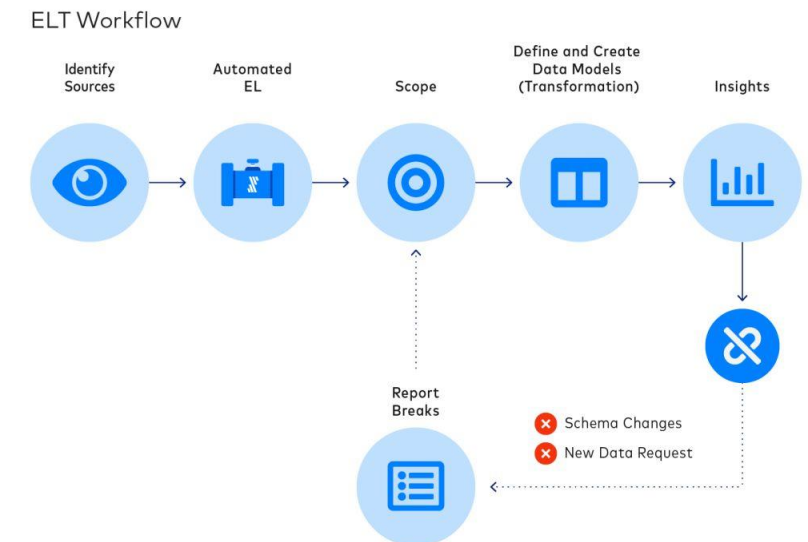 ELT Workflow
Identify
Sources
Automated
EL
Scope
Define and Create
Data Models
(Transformation)
Insights
Report
Breaks
Schema Changes
New Data Request